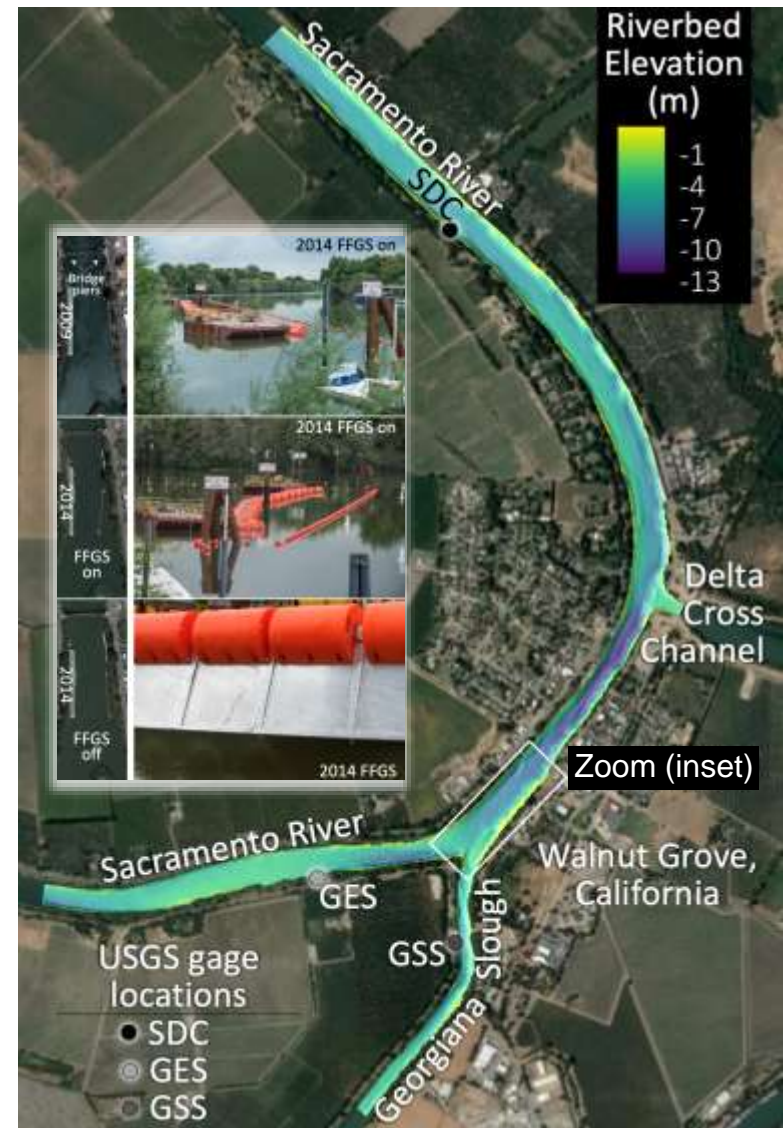 Riverbed
Elevation
(m)
-1
-4
-7
-10
-13
Sacramento River
SDC
2014 FFGS on
Bridge
piers
2009
2014 FFGS on
2014
FFGS
on
2014
FFGS
off
2014 FFGS
Delta
Cross
Channel
Zoom (inset)
Sacramento River
GES
Walnut Grove,
California
GSS
Georgiana Slough
USGS gage
locations
SDC
GES
GSS